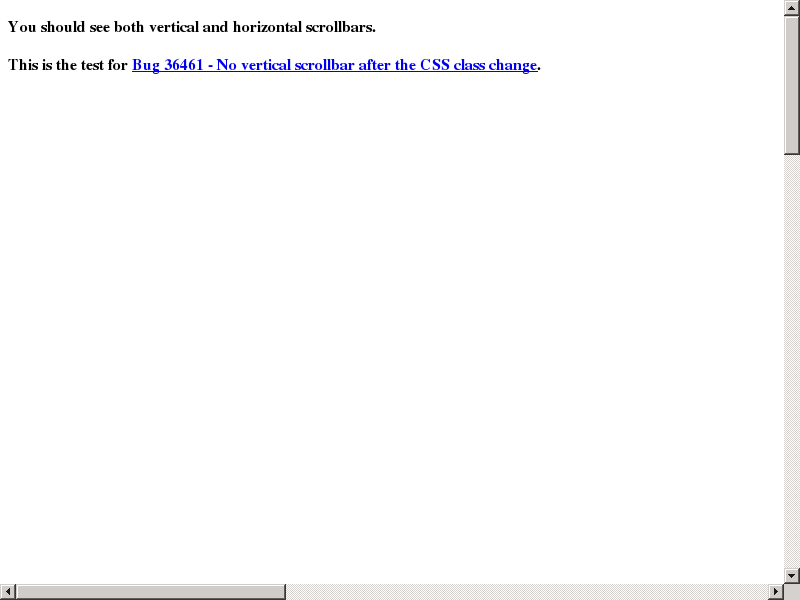 You should see both vertical and horizontal scrollbars.
This is the test for Bug 36461 - No vertical scrollbar after the CSS class change.